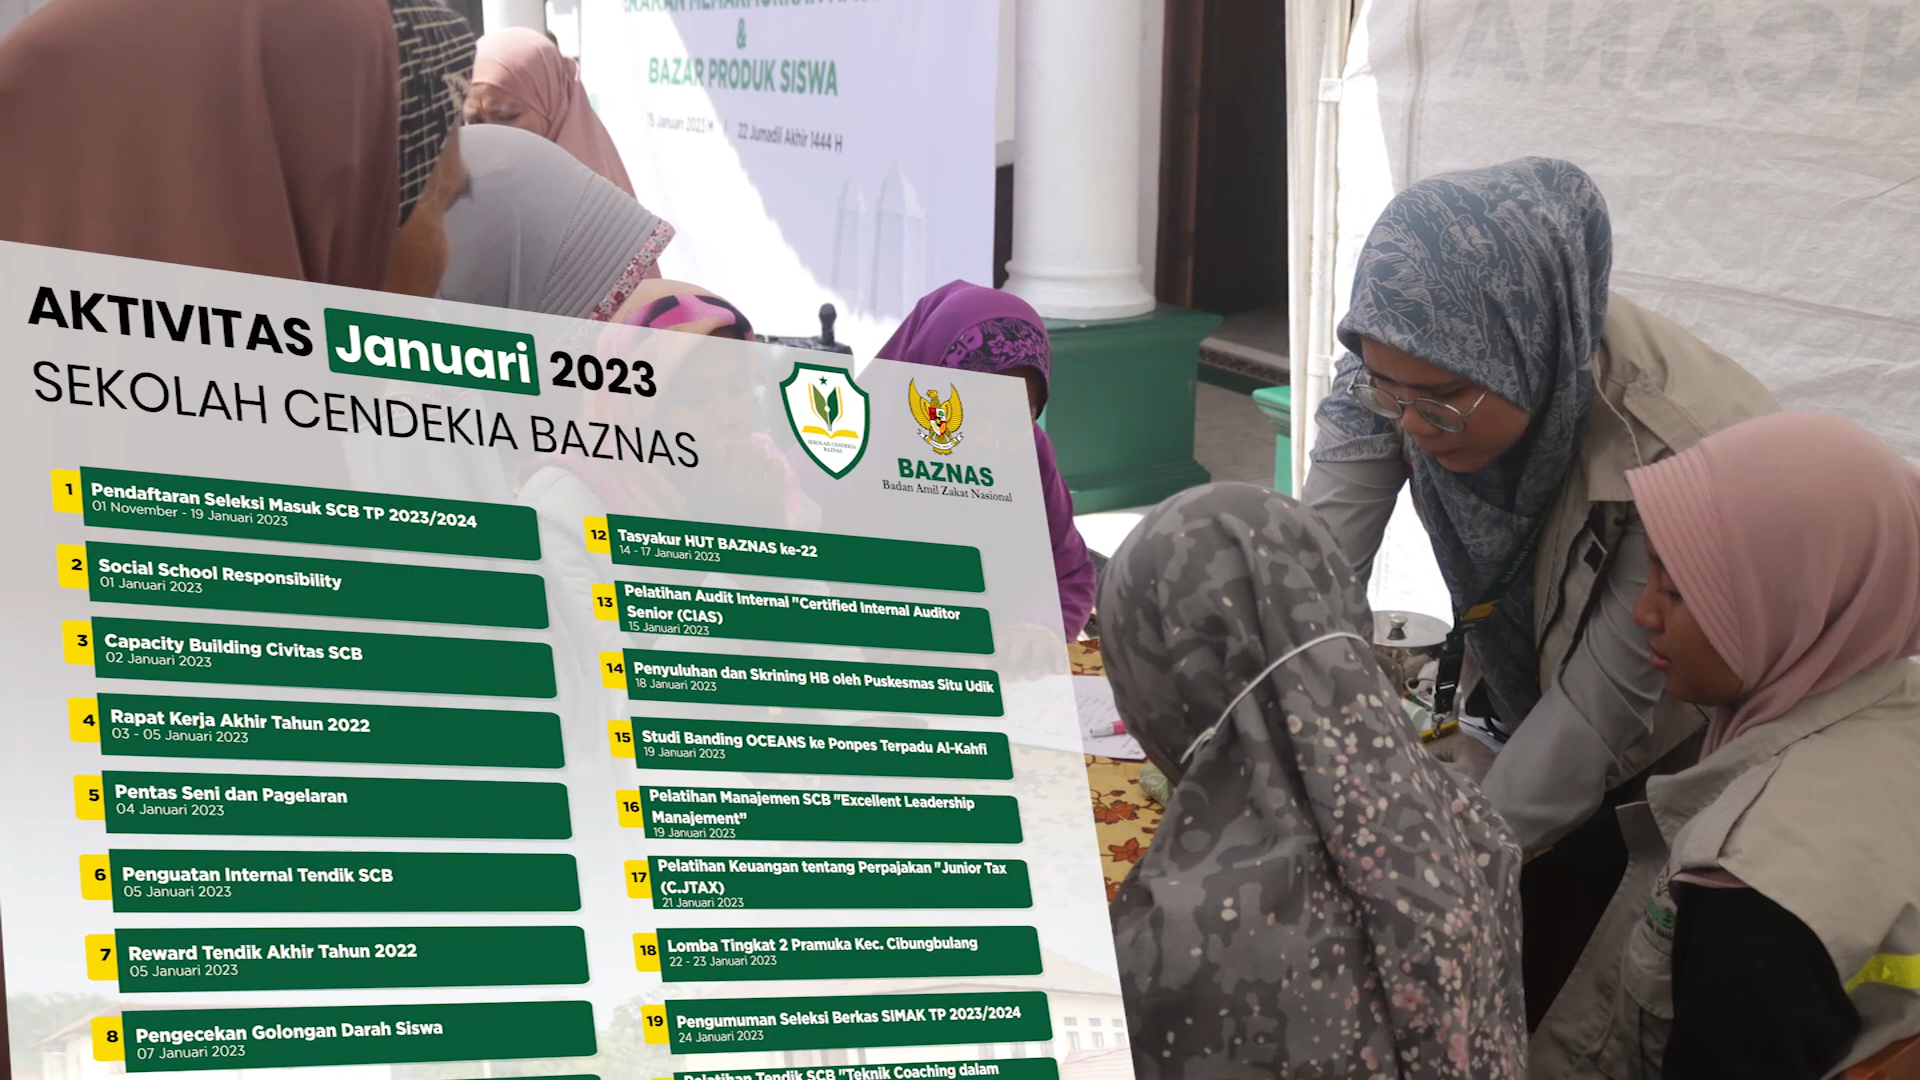 &
BAZAR PRODUK SISWA
Januari 2023 M / 22 Jumadil Akhir 1444 H
AKTIVITAS Januari 2023
SEKOLAH CENDEKIA BAZNAS
SEKOLAH CENDEKIA
BAZNAS
BAZNAS
Badan Amil Zakat Nasional
1 Pendaftaran Seleksi Masuk SCB TP 2023/2024
01 November - 19 Januari 2023
2 Social School Responsibility
01 Januari 2023
3 Capacity Building Civitas SCB
02 Januari 2023
4 Rapat Kerja Akhir Tahun 2022
03 - 05 Januari 2023
5 Pentas Seni dan Pagelaran
04 Januari 2023
6 Penguatan Internal Tendik SCB
05 Januari 2023
7 Reward Tendik Akhir Tahun 2022
05 Januari 2023
8 Pengecekan Golongan Darah Siswa
07 Januari 2023
12 Tasyakur HUT BAZNAS ke-22
14 - 17 Januari 2023
13 Pelatihan Audit Internal "Certified Internal Auditor
Senior (CIAS)
15 Januari 2023
14 Penyuluhan dan Skrining HB oleh Puskesmas Situ Udik
18 Januari 2023
15 Studi Banding OCEANS ke Ponpes Terpadu Al-Kahfi
19 Januari 2023
16 Pelatihan Manajemen SCB "Excellent Leadership
Manajement”
19 Januari 2023
17 Pelatihan Keuangan tentang Perpajakan "Junior Tax
(C.JTAX)
21 Januari 2023
18 Lomba Tingkat 2 Pramuka Kec. Cibungbulang
22 - 23 Januari 2023
19 Pengumuman Seleksi Berkas SIMAK TP 2023/2024
24 Januari 2023
Pelatihan Tendik SCB "Teknik Coaching dalam